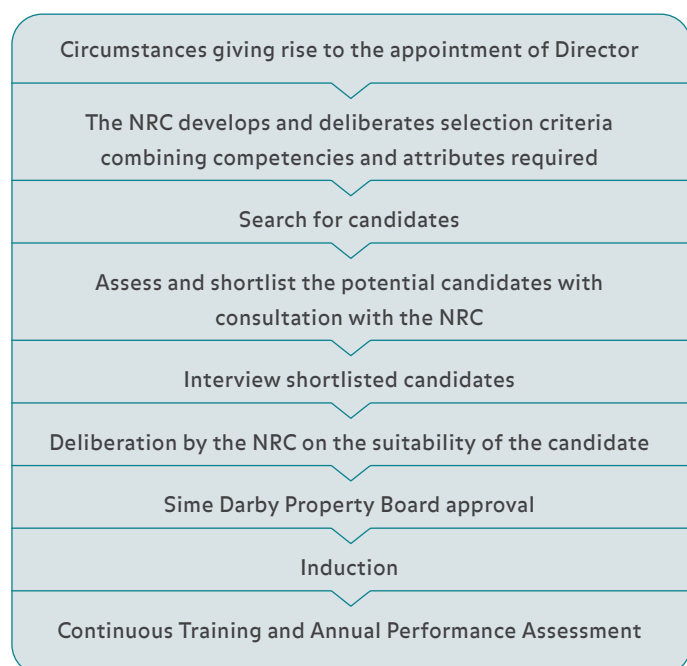 Circumstances giving rise to the appointment of Director
The NRC develops and deliberates selection criteria
combining competencies and attributes required
Search for candidates
Assess and shortlist the potential candidates with
consultation with the NRC
Interview shortlisted candidates
Deliberation by the NRC on the suitability of the candidate
Sime Darby Property Board approval
Induction
Continuous Training and Annual Performance Assessment